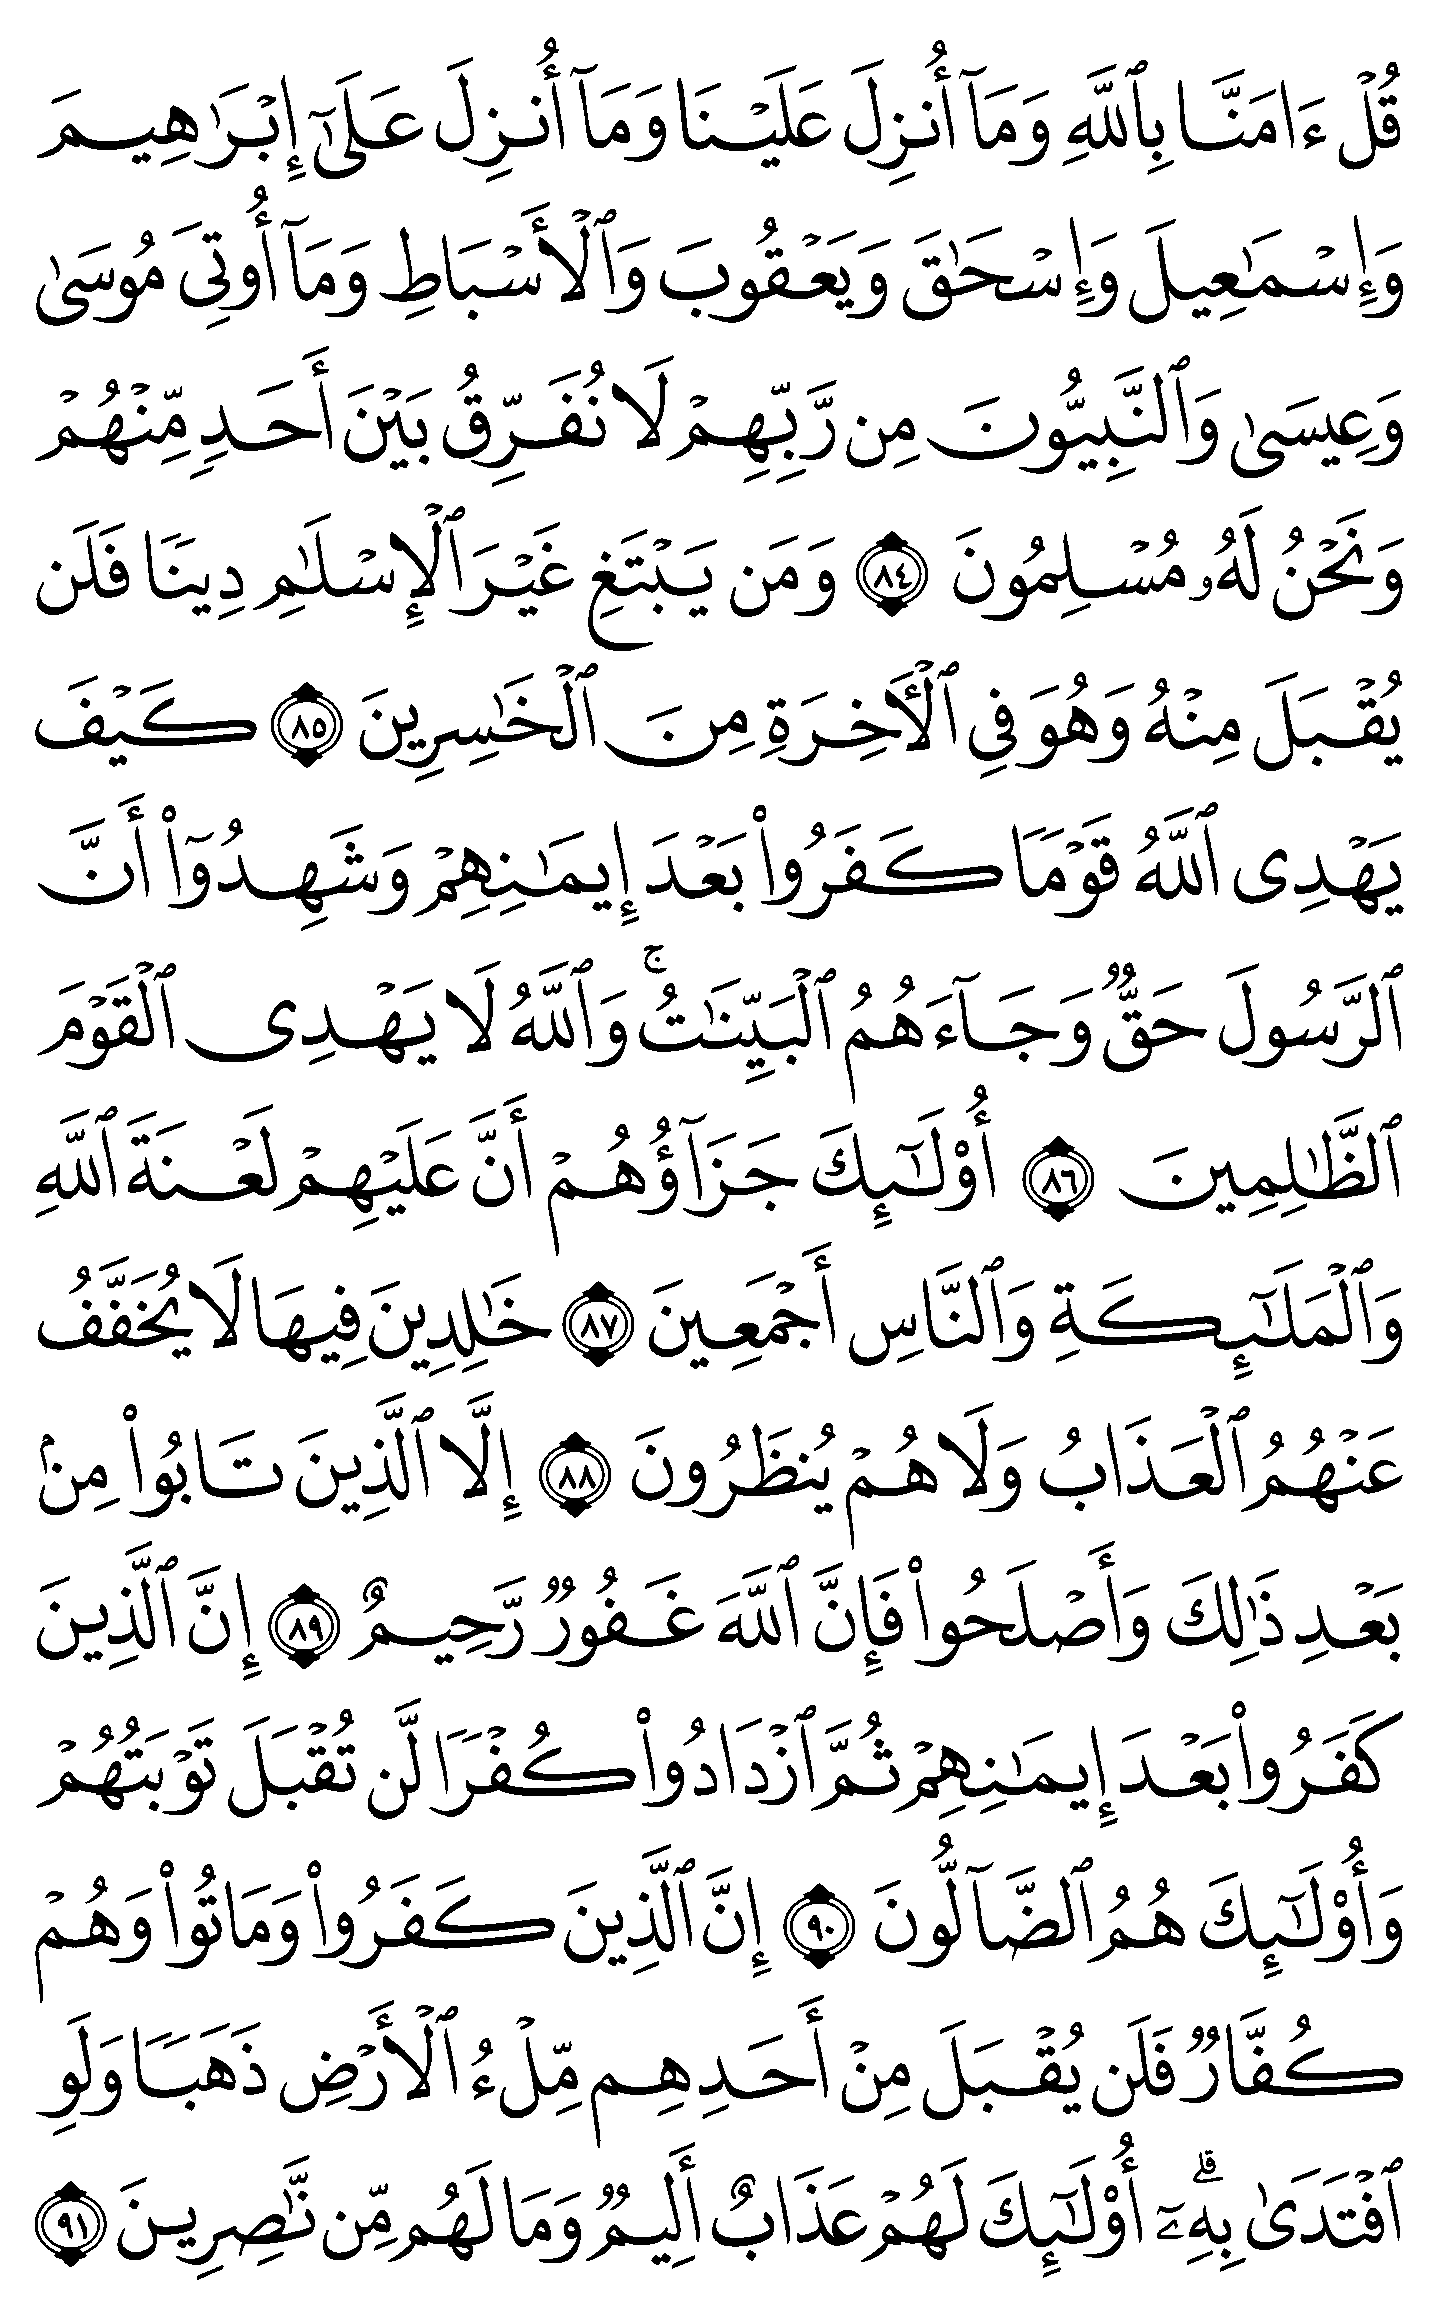 قُلۡ ءَامَنَّا بِٱللَّهِ وَمَآ أُنزِلَ عَلَيۡنَا وَمَآ أُنزِلَ عَلَىٰٓ إِبۡرَٰهِيمَ
وَإِسۡمَٰعِيلَ وَإِسۡحَٰقَ وَيَعۡقُوبَ وَٱلۡأَسۡبَاطِ وَمَآ أُوتِيَ مُوسَىٰ
وَعِيسَىٰ وَٱلنَّبِيُّونَ مِن رَّبِّهِمۡ لَا نُفَرِّقُ بَيۡنَ أَحَدٖ مِّنۡهُمۡ
وَنَحۡنُ لَهُۥ مُسۡلِمُونَ ٨٤ وَمَن يَبۡتَغِ غَيۡرَ ٱلۡإِسۡلَٰمِ دِينٗا فَلَن
يُقۡبَلَ مِنۡهُ وَهُوَ فِي ٱلۡأٓخِرَةِ مِنَ ٱلۡخَٰسِرِينَ ٨٥ كَيۡفَ
يَهۡدِي ٱللَّهُ قَوۡمٗا كَفَرُواْ بَعۡدَ إِيمَٰنِهِمۡ وَشَهِدُوٓاْ أَنَّ
ٱلرَّسُولَ حَقّٞ وَجَآءَهُمُ ٱلۡبَيِّنَٰتُۚ وَٱللَّهُ لَا يَهۡدِي ٱلۡقَوۡمَ
ٱلظَّٰلِمِينَ ٨٦ أُوْلَٰٓئِكَ جَزَآؤُهُمۡ أَنَّ عَلَيۡهِمۡ لَعۡنَةَ ٱللَّهِ
وَٱلۡمَلَٰٓئِكَةِ وَٱلنَّاسِ أَجۡمَعِينَ ٨٧ خَٰلِدِينَ فِيهَا لَا يُخَفَّفُ
عَنۡهُمُ ٱلۡعَذَابُ وَلَا هُمۡ يُنظَرُونَ ٨٨ إِلَّا ٱلَّذِينَ تَابُواْ مِنۢ
بَعۡدِ ذَٰلِكَ وَأَصۡلَحُواْ فَإِنَّ ٱللَّهَ غَفُورٞ رَّحِيمٌ ٨٩ إِنَّ ٱلَّذِينَ
كَفَرُواْ بَعۡدَ إِيمَٰنِهِمۡ ثُمَّ ٱزۡدَادُواْ كُفۡرٗا لَّن تُقۡبَلَ تَوۡبَتُهُمۡ
وَأُوْلَٰٓئِكَ هُمُ ٱلضَّآلُّونَ ٩٠ إِنَّ ٱلَّذِينَ كَفَرُواْ وَمَاتُواْ وَهُمۡ
كُفَّارٞ فَلَن يُقۡبَلَ مِنۡ أَحَدِهِم مِّلۡءُ ٱلۡأَرۡضِ ذَهَبٗا وَلَوِ
ٱفۡتَدَىٰ بِهِۦٓۗ أُوْلَٰٓئِكَ لَهُمۡ عَذَابٌ أَلِيمٞ وَمَا لَهُم مِّن نَّٰصِرِينَ ٩١